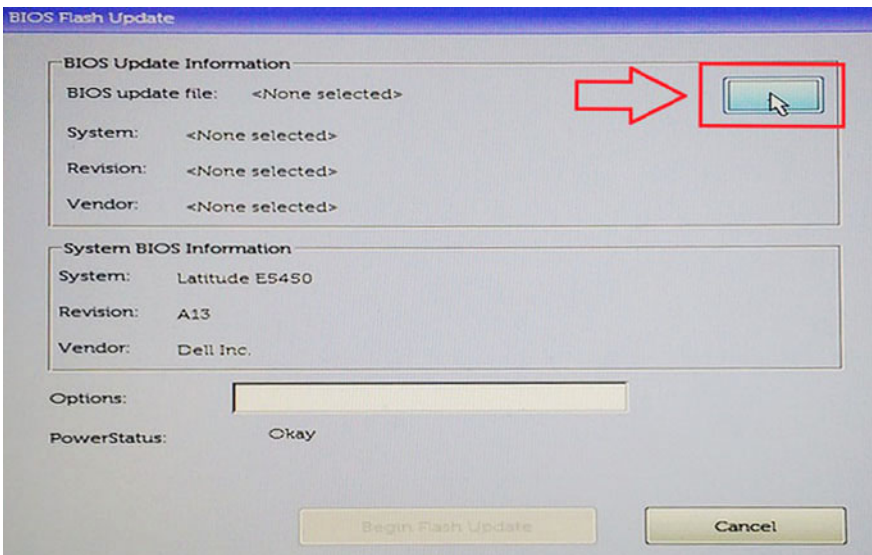 BIOS Flash Update
BIOS Update Information
BIOS update file: <None selected>
System: <None selected>
Revision: <None selected>
Vendor: <None selected>
System BIOS Information
System: Latitude E5450
Revision: A13
Vendor: Dell Inc.
Options:
PowerStatus: Okay
Begin Flash Update Cancel